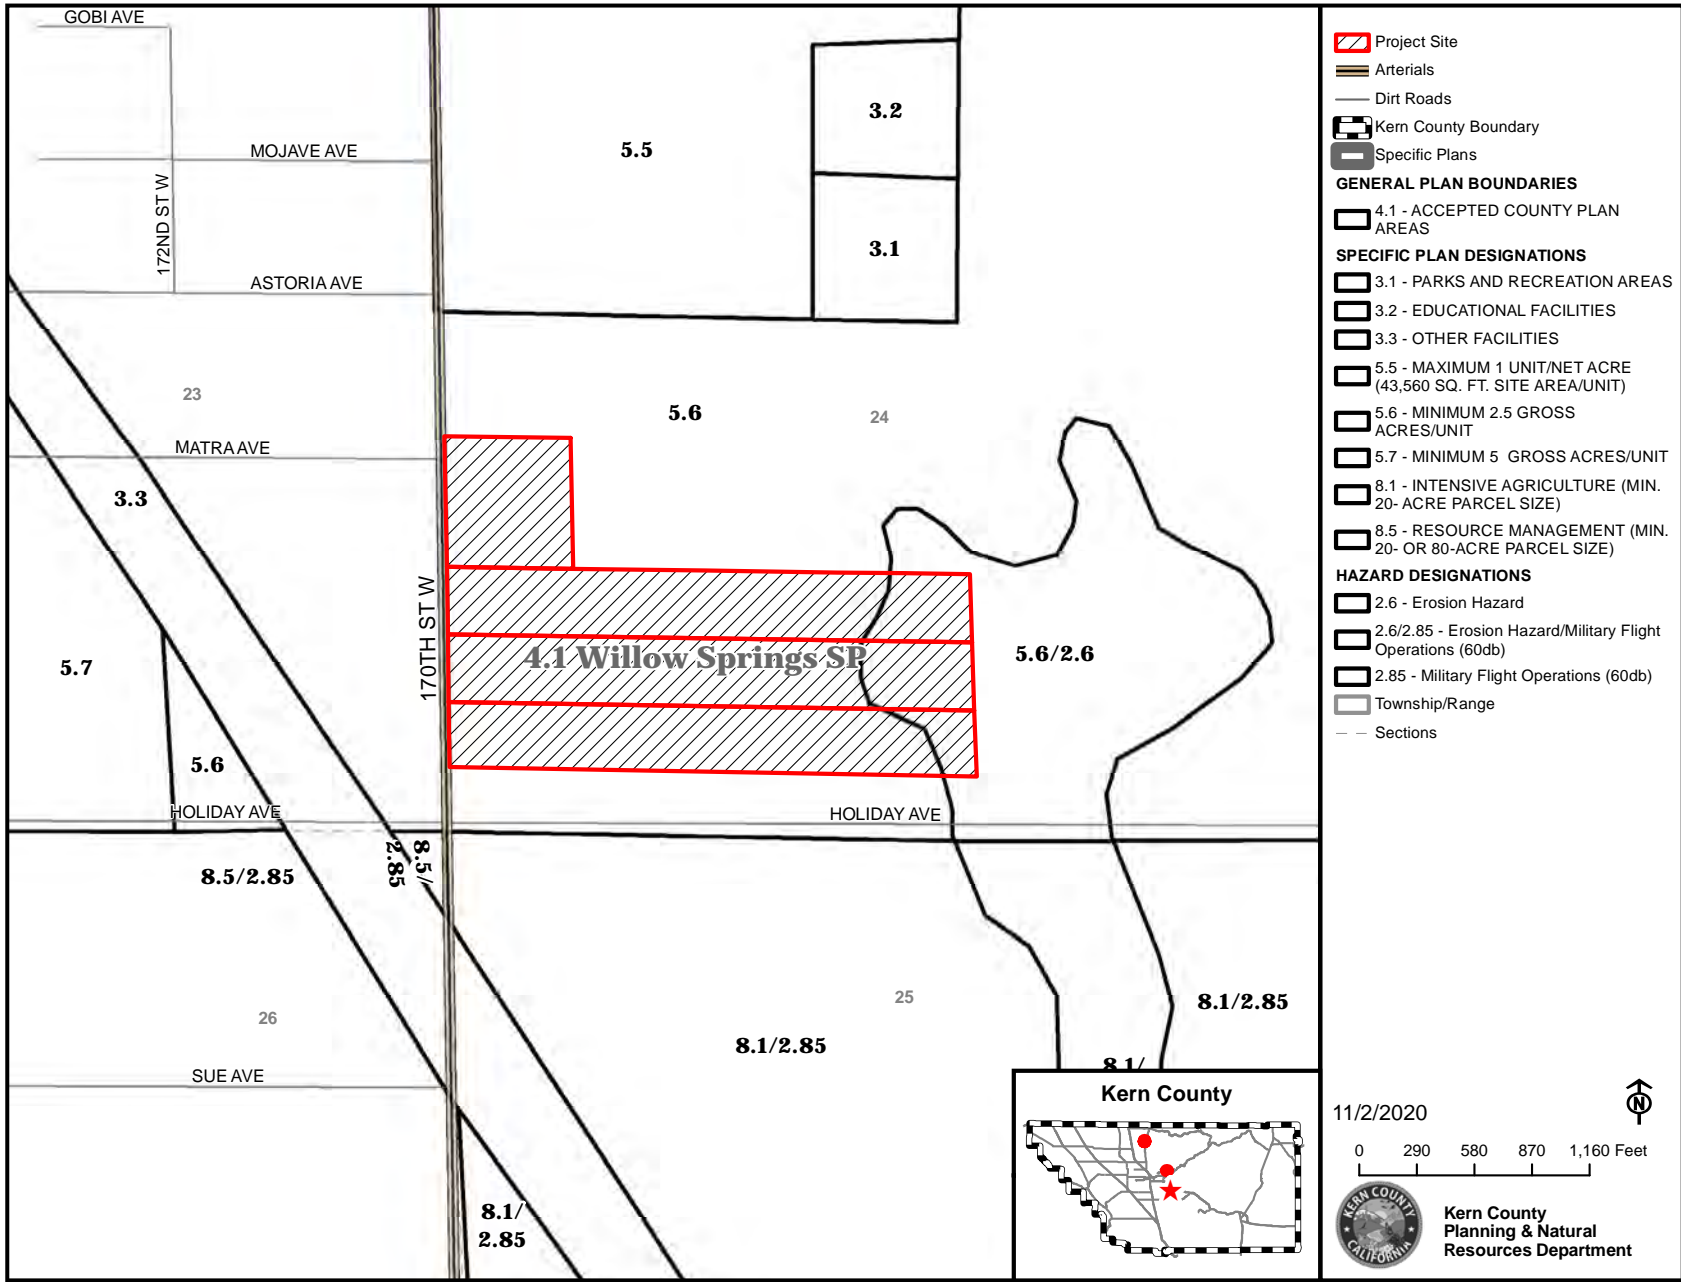 GOBI AVE
MOJAVE AVE
172ND ST W
ASTORIA AVE
5.5
3.2
3.1
23
5.6
24
MATRA AVE
3.3
170TH ST W
4.1 Willow Springs SP
5.6/2.6
5.7
5.6
HOLIDAY AVE
HOLIDAY AVE
8.5/2.85
8.5/
2.85
26
25
8.1/2.85
8.1/2.85
8.1/
SUE AVE
8.1/
2.85
Kern County
Project Site
Arterials
Dirt Roads
Kern County Boundary
Specific Plans
GENERAL PLAN BOUNDARIES
4.1 - ACCEPTED COUNTY PLAN
AREAS
SPECIFIC PLAN DESIGNATIONS
3.1 - PARKS AND RECREATION AREAS
3.2 - EDUCATIONAL FACILITIES
3.3 - OTHER FACILITIES
5.5 - MAXIMUM 1 UNIT/NET ACRE
(43,560 SQ. FT. SITE AREA/UNIT)
5.6 - MINIMUM 2.5 GROSS
ACRES/UNIT
5.7 - MINIMUM 5 GROSS ACRES/UNIT
8.1 - INTENSIVE AGRICULTURE (MIN.
20- ACRE PARCEL SIZE)
8.5 - RESOURCE MANAGEMENT (MIN.
20- OR 80-ACRE PARCEL SIZE)
HAZARD DESIGNATIONS
2.6 - Erosion Hazard
2.6/2.85 - Erosion Hazard/Military Flight
Operations (60db)
2.85 - Military Flight Operations (60db)
Township/Range
Sections
11/2/2020
N
0 290 580 870 1,160 Feet
KERN COUNTY
CALIFORNIA
Kern County
Planning & Natural
Resources Department